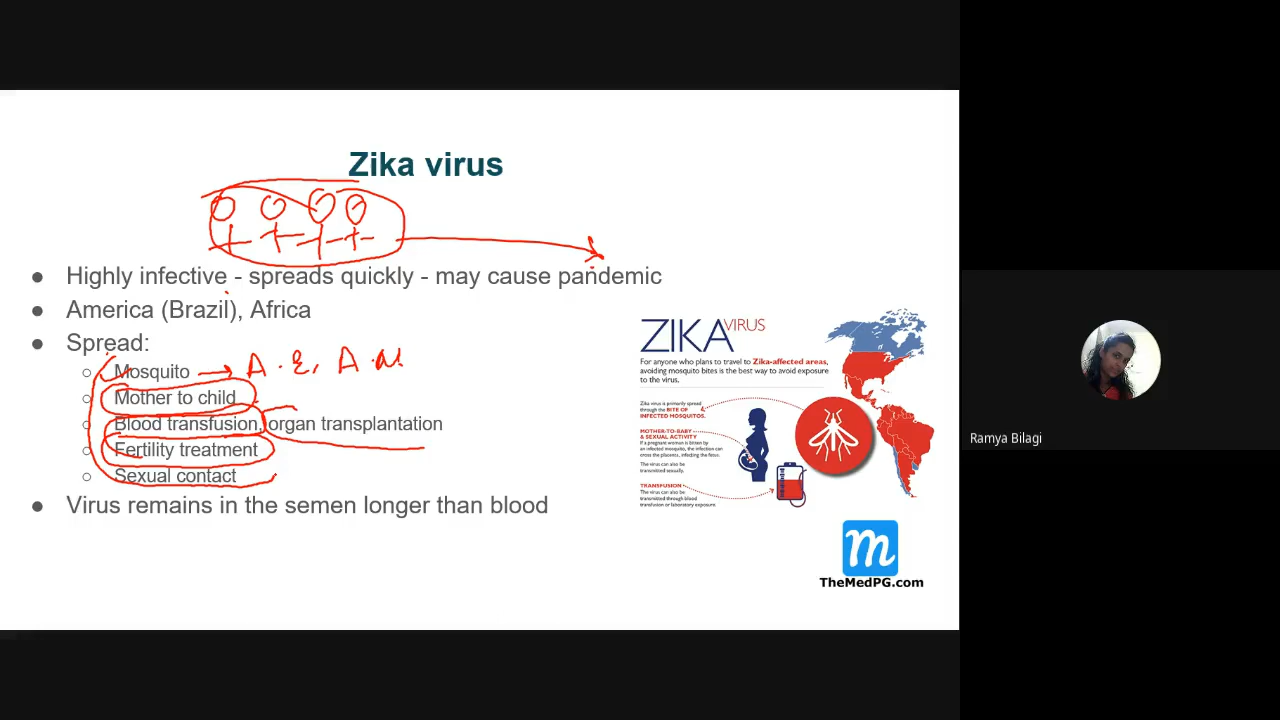 Zika virus
● Highly infective - spreads quickly - may cause pandemic
● America (Brazil), Africa
● Spread:
○ Mosquito → A. E, A.
○ Mother to child
○ Blood transfusion, organ transplantation
○ Fertility treatment
○ Sexual contact
● Virus remains in the semen longer than blood
ZIKA VIRUS
For anyone who plans to travel to Zika-affected areas,
avoiding mosquito bites is the best way to avoid exposure
to the virus.
Zika virus is primarily spread
through the BITE OF
INFECTED MOSQUITOS.
MOTHER-TO-BABY
& SEXUAL ACTIVITY
If a pregnant woman is bitten by
an infected mosquito, the infection can
cross the placenta, infecting the fetus.
The virus can also be
transmitted sexually.
TRANSFUSION
The virus can also be
transmitted through blood
transfusion or laboratory exposure.
m
TheMedPG.com
Ramya Bilagi